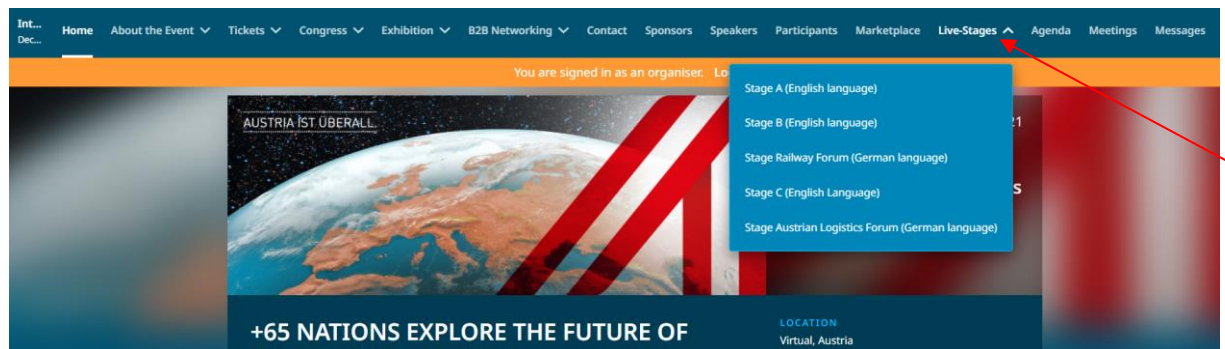 Int...
Dec...
Home About the Event Tickets Congress Exhibition B2B Networking Contact Sponsors Speakers Participants Marketplace Live-Stages Agenda Meetings Messages
You are signed in as an organiser. Lo
Stage A (English language)
Stage B (English language)
Stage Railway Forum (German language)
Stage C (English Language)
Stage Austrian Logistics Forum (German language)
AUSTRIA IST ÜBERALL.
21
s
+65 NATIONS EXPLORE THE FUTURE OF
LOCATION
Virtual, Austria